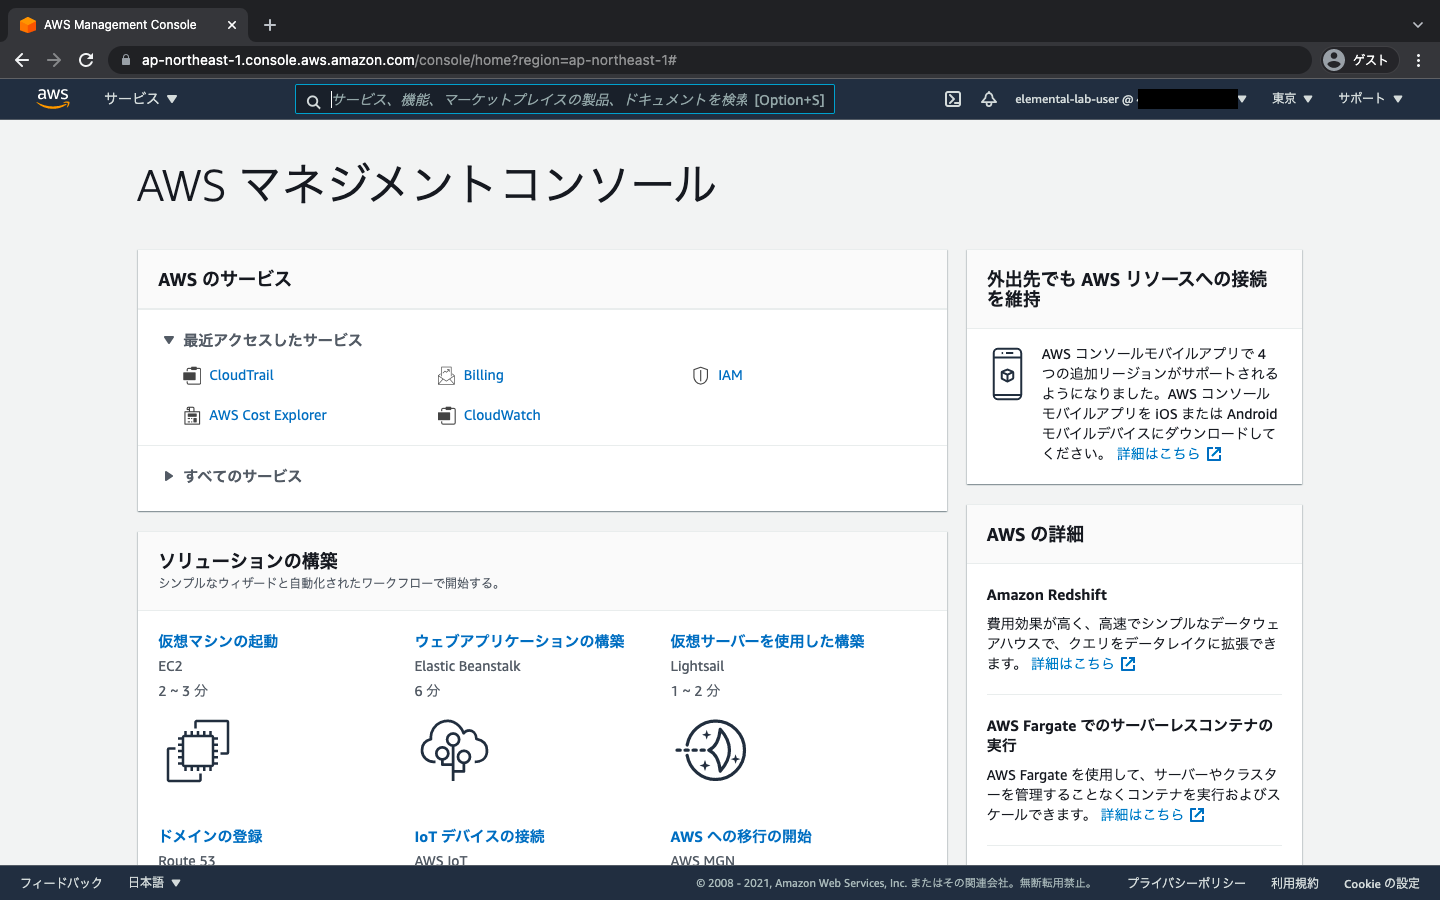 AWS Management Console
ap-northeast-1.console.aws.amazon.com/console/home?region=ap-northeast-1#
ゲスト
aws
サービス
サービス、機能、マーケットプレイスの製品、ドキュメントを検索 [Option+S]
elemental-lab-user @
東京
サポート
AWS マネジメントコンソール
AWS のサービス
最近アクセスしたサービス
CloudTrail
Billing
IAM
AWS Cost Explorer
CloudWatch
すべてのサービス
ソリューションの構築
シンプルなウィザードと自動化されたワークフローで開始する。
仮想マシンの起動
EC2
2 ~ 3 分
ウェブアプリケーションの構築
Elastic Beanstalk
6 分
仮想サーバーを使用した構築
Lightsail
1 ~ 2 分
ドメインの登録
Route 53
IoT デバイスの接続
AWS IoT
AWS への移行の開始
AWS MGN
外出先でも AWS リソースへの接続
を維持
AWS コンソールモバイルアプリで 4
つの追加リージョンがサポートされる
ようになりました。AWS コンソール
モバイルアプリを iOS または Android
モバイルデバイスにダウンロードして
ください。 詳細はこちら
AWS の詳細
Amazon Redshift
費用効果が高く、高速でシンプルなデータウェ
アハウスで、クエリをデータレイクに拡張でき
ます。 詳細はこちら
AWS Fargate でのサーバーレスコンテナの
実行
AWS Fargate を使用して、サーバーやクラスタ
ーを管理することなくコンテナを実行およびス
ケールできます。 詳細はこちら
フィードバック
日本語
© 2008 - 2021, Amazon Web Services, Inc. またはその関連会社。無断転用禁止。
プライバシーポリシー
利用規約
Cookie の設定